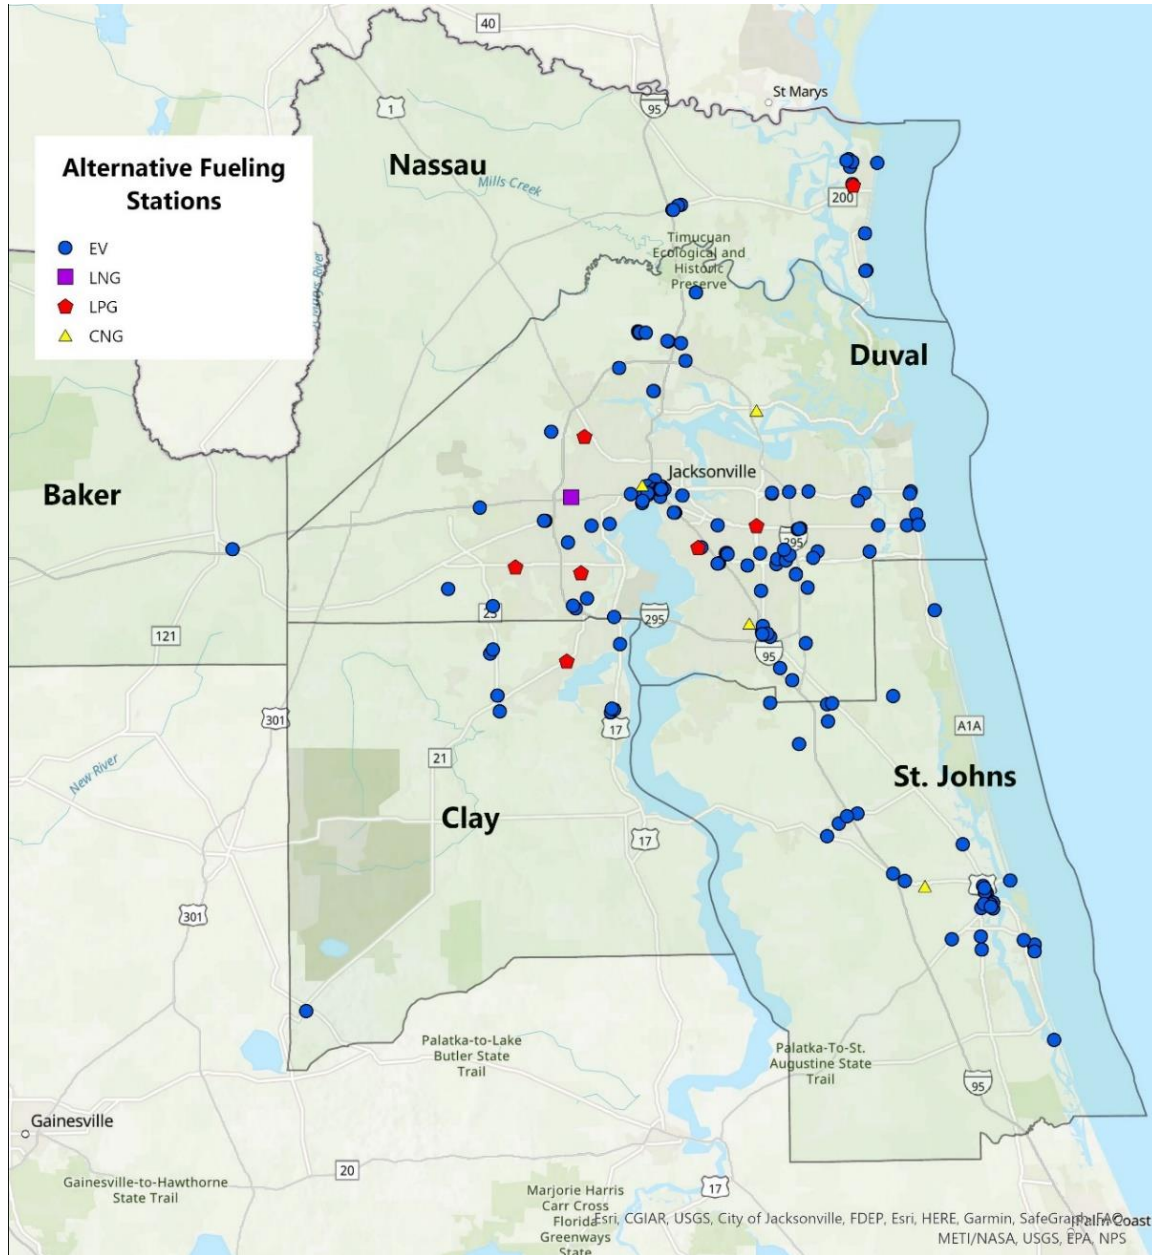 40
St Marys
1
95
Alternative Fueling
Stations
EV
LNG
LPG
CNG
Nassau
Mills Creek
200
Timucuan
Ecological and
Historic
Preserve
Duval
Jacksonville
Baker
295
121
23
295
95
301
17
A1A
21
New River
St. Johns
Clay
17
301
Palatka-to-Lake
Butler State
Trail
Palatka-To-St.
Augustine State
Trail
95
Gainesville
20
Gainesville-to-Hawthorne
State Trail
17
Marjorie Harris
Carr Cross
Florida
Greenways
State
Palm Coast
Esri, CGIAR, USGS, City of Jacksonville, FDEP, Esri, HERE, Garmin, SafeGraph, FAO,
METI/NASA, USGS, EPA, NPS